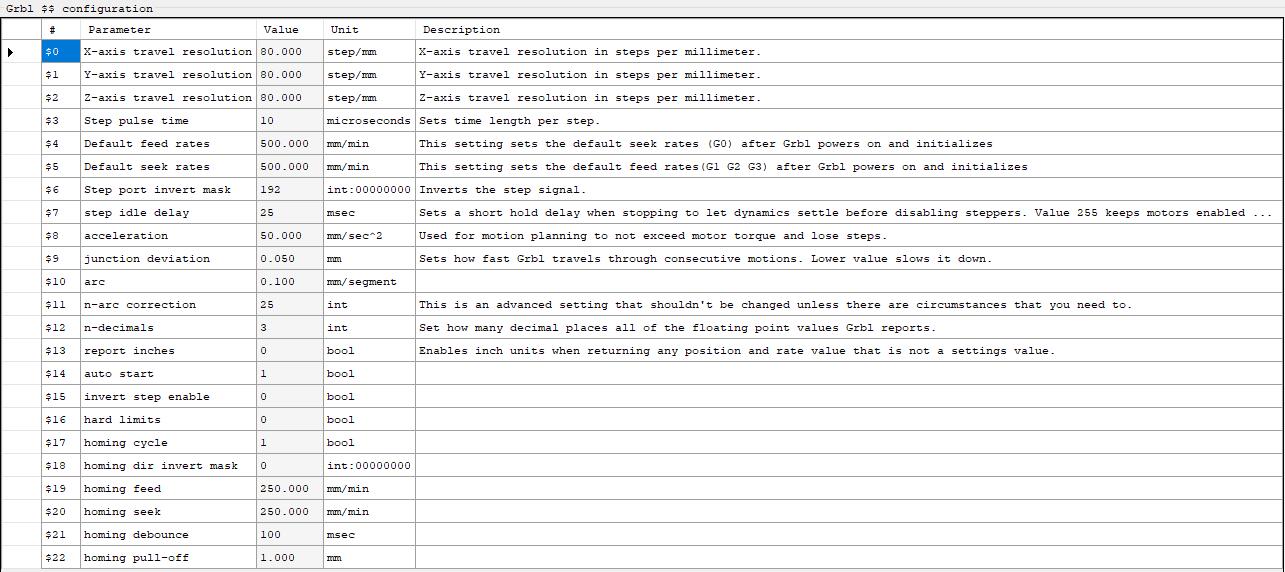 Grbl $$ configuration
# Parameter Value Unit Description
$0 X-axis travel resolution 80.000 step/mm X-axis travel resolution in steps per millimeter.
$1 Y-axis travel resolution 80.000 step/mm Y-axis travel resolution in steps per millimeter.
$2 Z-axis travel resolution 80.000 step/mm Z-axis travel resolution in steps per millimeter.
$3 Step pulse time 10 microseconds Sets time length per step.
$4 Default feed rates 500.000 mm/min This setting sets the default seek rates (G0) after Grbl powers on and initializes
$5 Default seek rates 500.000 mm/min This setting sets the default feed rates(G1 G2 G3) after Grbl powers on and initializes
$6 Step port invert mask 192 int:00000000 Inverts the step signal.
$7 step idle delay 25 msec Sets a short hold delay when stopping to let dynamics settle before disabling steppers. Value 255 keeps motors enabled ...
$8 acceleration 50.000 mm/sec^2 Used for motion planning to not exceed motor torque and lose steps.
$9 junction deviation 0.050 mm Sets how fast Grbl travels through consecutive motions. Lower value slows it down.
$10 arc 0.100 mm/segment
$11 n-arc correction 25 int This is an advanced setting that shouldn't be changed unless there are circumstances that you need to.
$12 n-decimals 3 int Set how many decimal places all of the floating point values Grbl reports.
$13 report inches 0 bool Enables inch units when returning any position and rate value that is not a settings value.
$14 auto start 1 bool
$15 invert step enable 0 bool
$16 hard limits 0 bool
$17 homing cycle 1 bool
$18 homing dir invert mask 0 int:00000000
$19 homing feed 250.000 mm/min
$20 homing seek 250.000 mm/min
$21 homing debounce 100 msec
$22 homing pull-off 1.000 mm